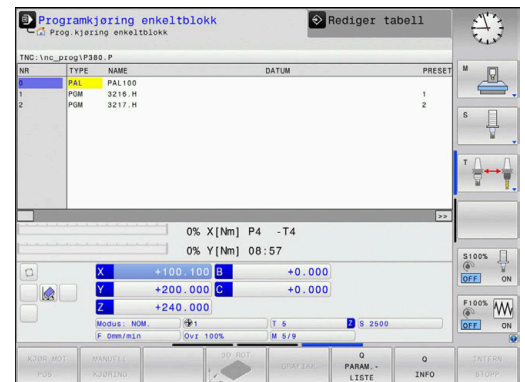 Programkjøring enkeltblokk
Rediger tabell
Prog.kjøring enkeltblokk
TNC:\nc_prog\P380.P
NR TYPE NAME DATUM PRESET
0 PAL PAL100
1 PGM 3216.H 1
2 PGM 3217.H 2
>>
0% X[Nm] P4 -T4
0% Y[Nm] 08:57
X +100.100 B +0.000
Y +200.000 C +0.000
Z +240.000
Modus: NOM. 1 T 5 Z S 2500
F 0mm/min Ovr 100% M 5/9
M
S
T
S100%
OFF ON
F100%
OFF ON
KJØR MOT POS.
MANUELL KJØRING
3D ROT
Q PARAM.- LISTE
Q INFO
INTERN STOPP